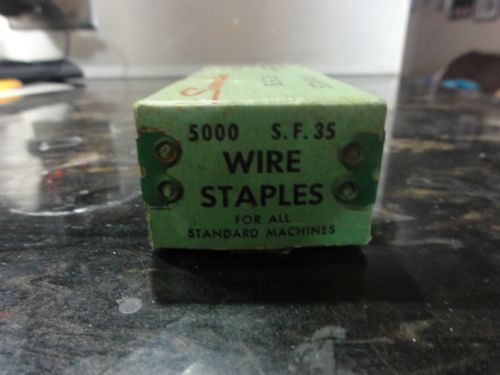 5000 S.F. 35
WIRE
STAPLES
FOR ALL
STANDARD MACHINES